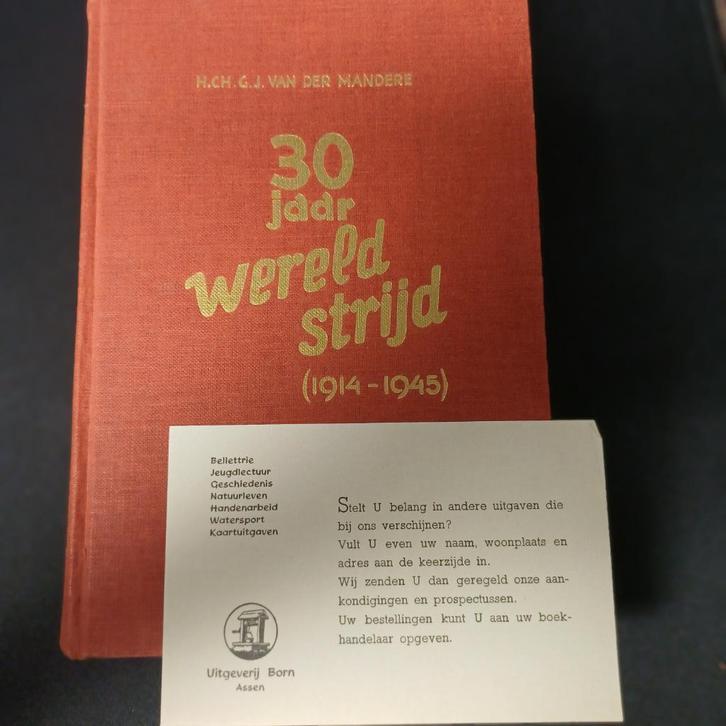 H.CH.G.J. VAN DER MANDERE
30
jaar
wereld
strijd
(1914-1945)
Bellettrie
Jeugdlectuur
Geschiedenis
Natuurleven
Handenarbeid
Watersport
Kaartuitgaven
Uitgeverij Born
Assen
Stelt U belang in andere uitgaven die
bij ons verschijnen?
Vult U even uw naam, woonplaats en
adres aan de keerzijde in.
Wij zenden U dan geregeld onze aan-
kondigingen en prospectussen.
Uw bestellingen kunt U aan uw boek-
handelaar opgeven.